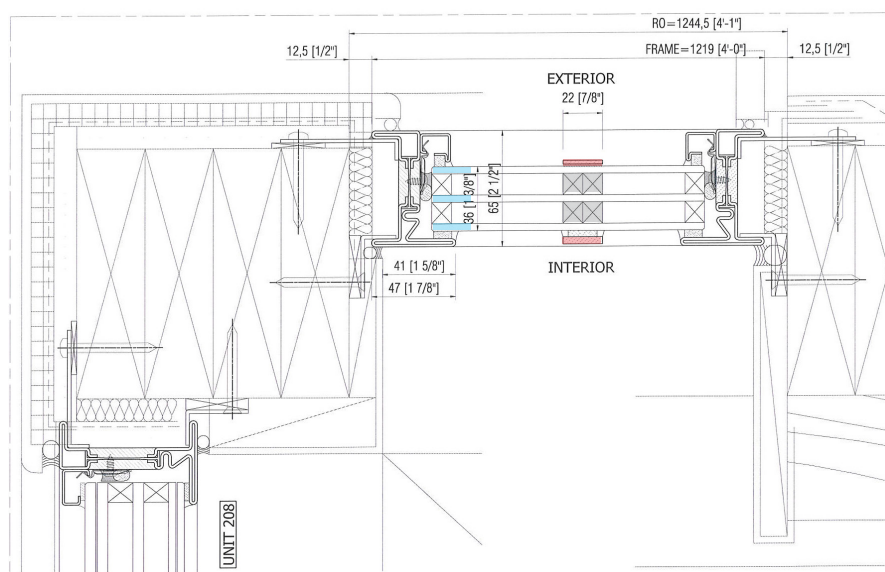 RO=1244,5 [4'-1"]
12,5 [1/2"]
FRAME=1219 [4'-0"]
12,5 [1/2"]
EXTERIOR
22 [7/8"]
36 [1 3/8"]
65 [2 1/2"]
41 [1 5/8"]
47 [1 7/8"]
INTERIOR
UNIT 208